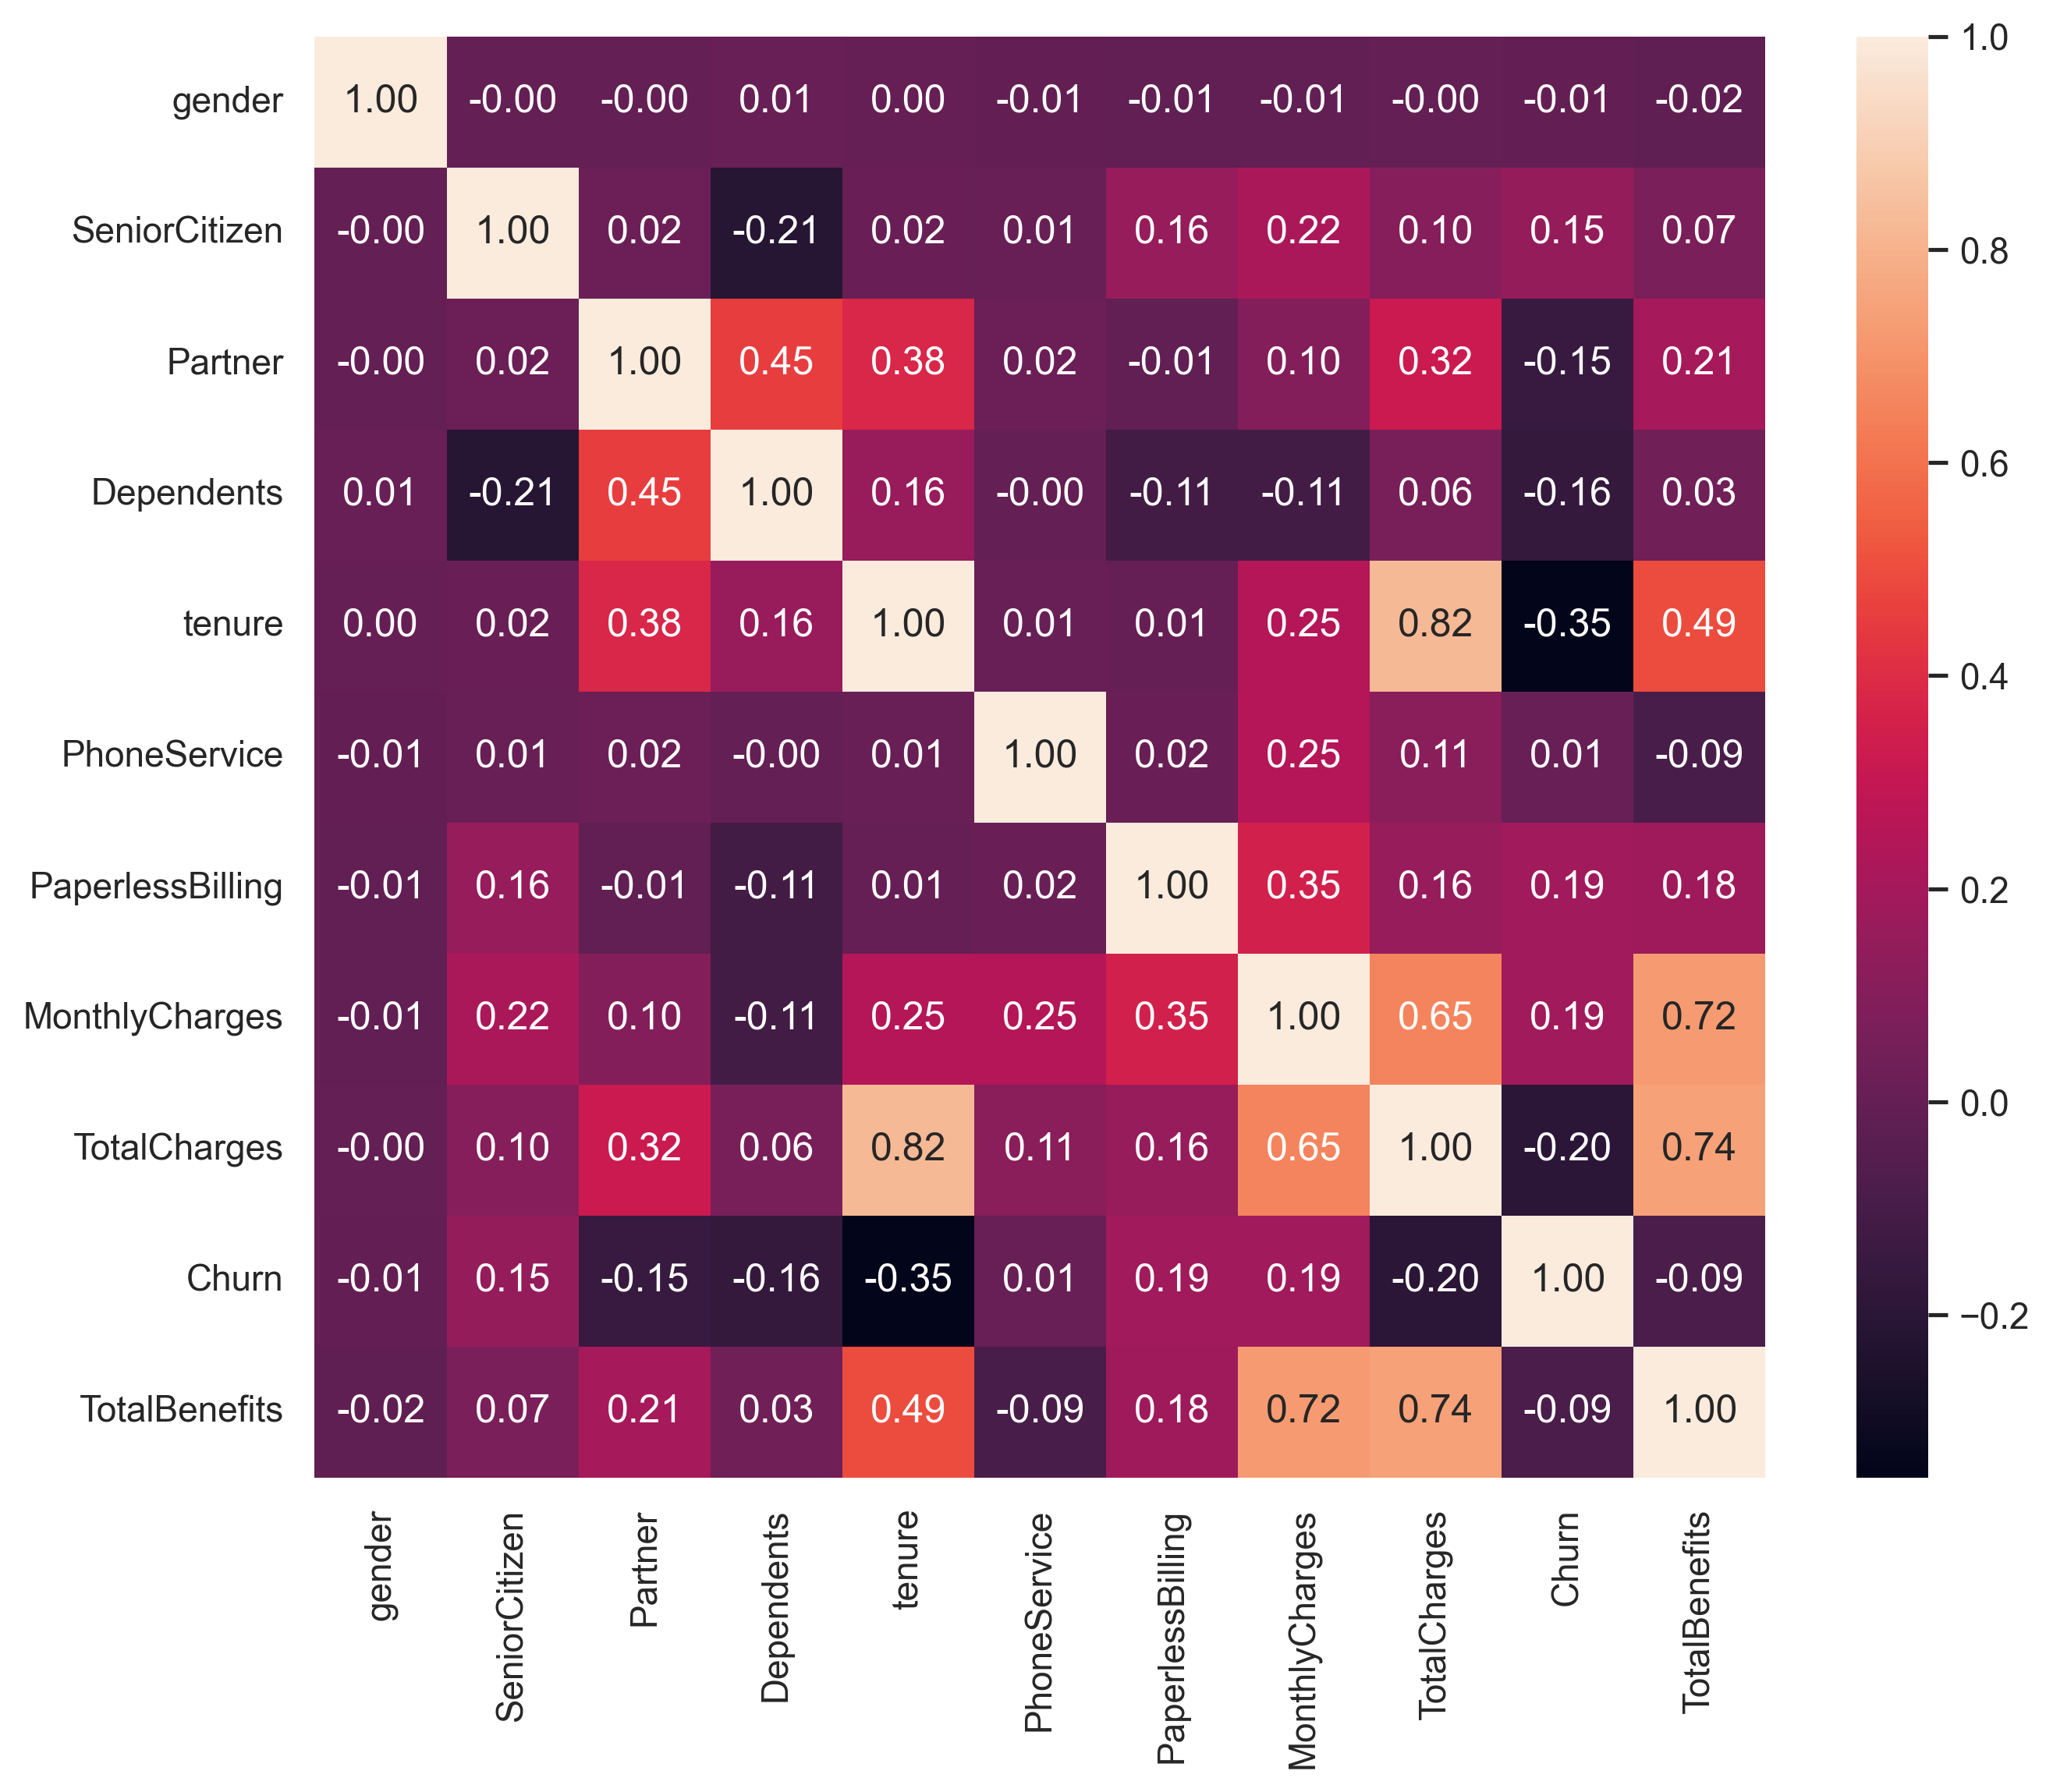 gender 1.00 -0.00 -0.00 0.01 0.00 -0.01 -0.01 -0.01 -0.00 -0.01 -0.02
SeniorCitizen -0.00 1.00 0.02 -0.21 0.02 0.01 0.16 0.22 0.10 0.15 0.07
Partner -0.00 0.02 1.00 0.45 0.38 0.02 -0.01 0.10 0.32 -0.15 0.21
Dependents 0.01 -0.21 0.45 1.00 0.16 -0.00 -0.11 -0.11 0.06 -0.16 0.03
tenure 0.00 0.02 0.38 0.16 1.00 0.01 0.01 0.25 0.82 -0.35 0.49
PhoneService -0.01 0.01 0.02 -0.00 0.01 1.00 0.02 0.25 0.11 0.01 -0.09
PaperlessBilling -0.01 0.16 -0.01 -0.11 0.01 0.02 1.00 0.35 0.16 0.19 0.18
MonthlyCharges -0.01 0.22 0.10 -0.11 0.25 0.25 0.35 1.00 0.65 0.19 0.72
TotalCharges -0.00 0.10 0.32 0.06 0.82 0.11 0.16 0.65 1.00 -0.20 0.74
Churn -0.01 0.15 -0.15 -0.16 -0.35 0.01 0.19 0.19 -0.20 1.00 -0.09
TotalBenefits -0.02 0.07 0.21 0.03 0.49 -0.09 0.18 0.72 0.74 -0.09 1.00
gender
SeniorCitizen
Partner
Dependents
tenure
PhoneService
PaperlessBilling
MonthlyCharges
TotalCharges
Churn
TotalBenefits
1.0
0.8
0.6
0.4
0.2
0.0
−0.2